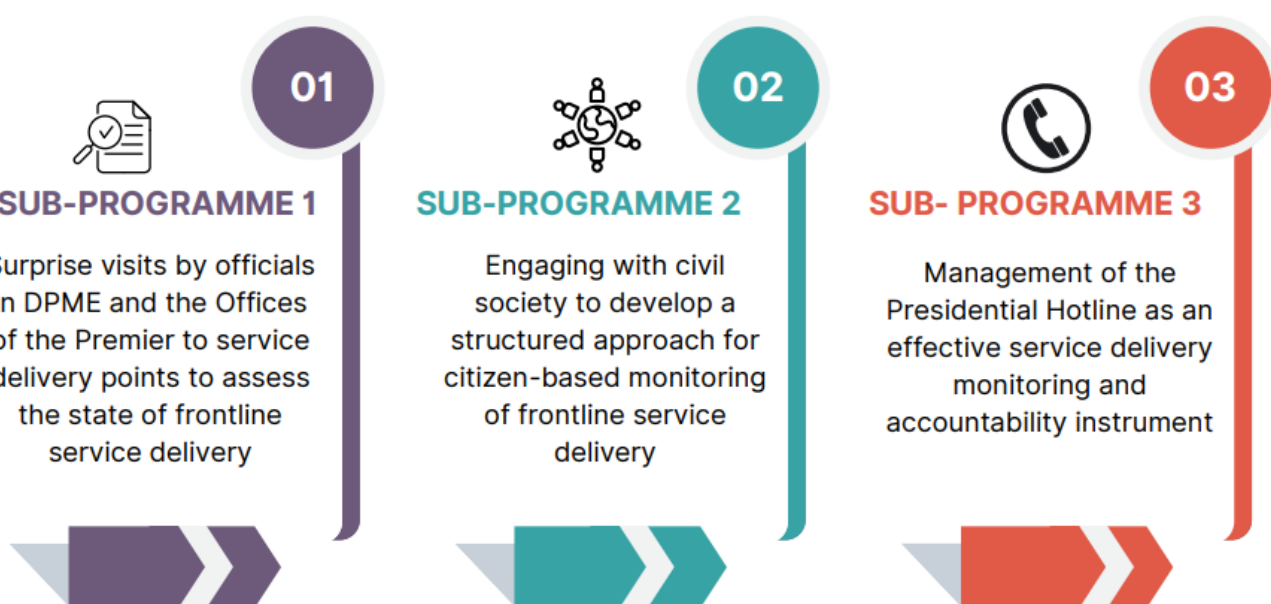 01
SUB-PROGRAMME 1
Surprise visits by officials
in DPME and the Offices
of the Premier to service
delivery points to assess
the state of frontline
service delivery
02
SUB-PROGRAMME 2
Engaging with civil
society to develop a
structured approach for
citizen-based monitoring
of frontline service
delivery
03
SUB- PROGRAMME 3
Management of the
Presidential Hotline as an
effective service delivery
monitoring and
accountability instrument